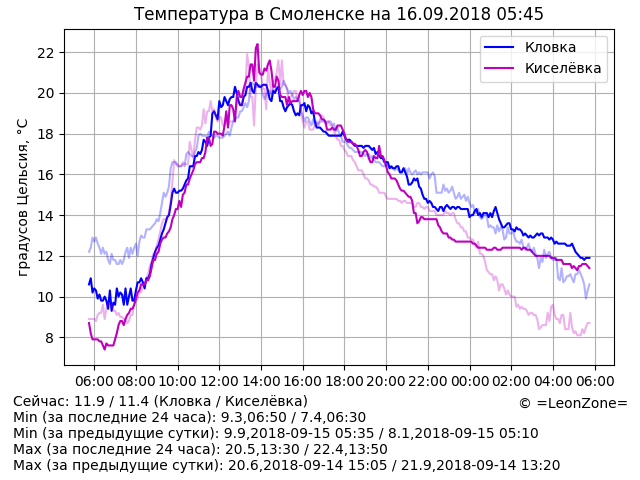 Температура в Смоленске на 16.09.2018 05:45
градусов Цельсия, °C
22
20
18
16
14
12
10
8
Кловка
Киселёвка
06:00 08:00 10:00 12:00 14:00 16:00 18:00 20:00 22:00 00:00 02:00 04:00 06:00
Сейчас: 11.9 / 11.4 (Кловка / Киселёвка)
© =LeonZone=
Min (за последние 24 часа): 9.3,06:50 / 7.4,06:30
Min (за предыдущие сутки): 9.9,2018-09-15 05:35 / 8.1,2018-09-15 05:10
Max (за последние 24 часа): 20.5,13:30 / 22.4,13:50
Max (за предыдущие сутки): 20.6,2018-09-14 15:05 / 21.9,2018-09-14 13:20